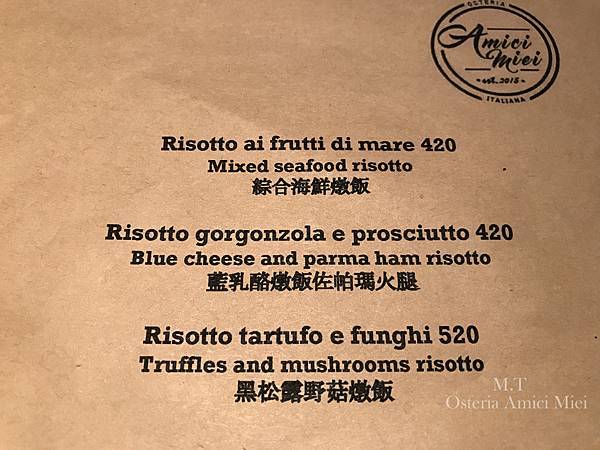 OSTERIA
Amici
Miei
est. 2015
ITALIANA
Risotto ai frutti di mare 420
Mixed seafood risotto
綜合海鮮燉飯
Risotto gorgonzola e prosciutto 420
Blue cheese and parma ham risotto
藍乳酪燉飯佐帕瑪火腿
Risotto tartufo e funghi 520
Truffles and mushrooms risotto
黑松露野菇燉飯
M.T
Osteria Amici Miei